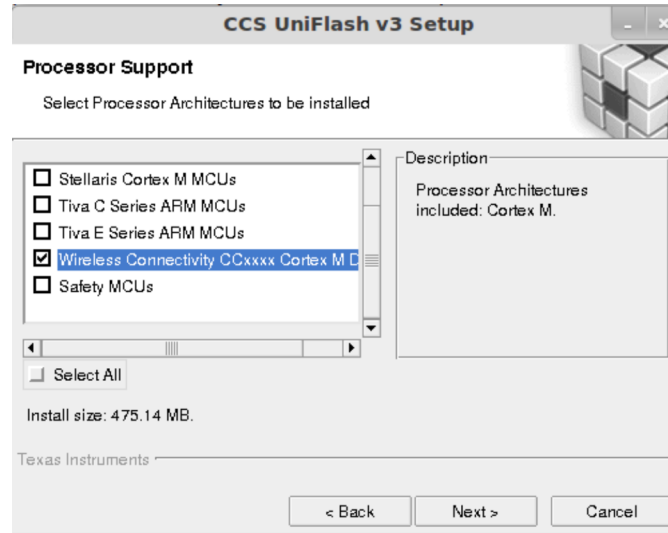 CCS UniFlash v3 Setup
Processor Support
Select Processor Architectures to be installed
Stellaris Cortex M MCUs
Tiva C Series ARM MCUs
Tiva E Series ARM MCUs
Wireless Connectivity CCxxxx Cortex M D
Safety MCUs
Select All
Description
Processor Architectures
included: Cortex M.
Install size: 475.14 MB.
Texas Instruments
< Back
Next >
Cancel